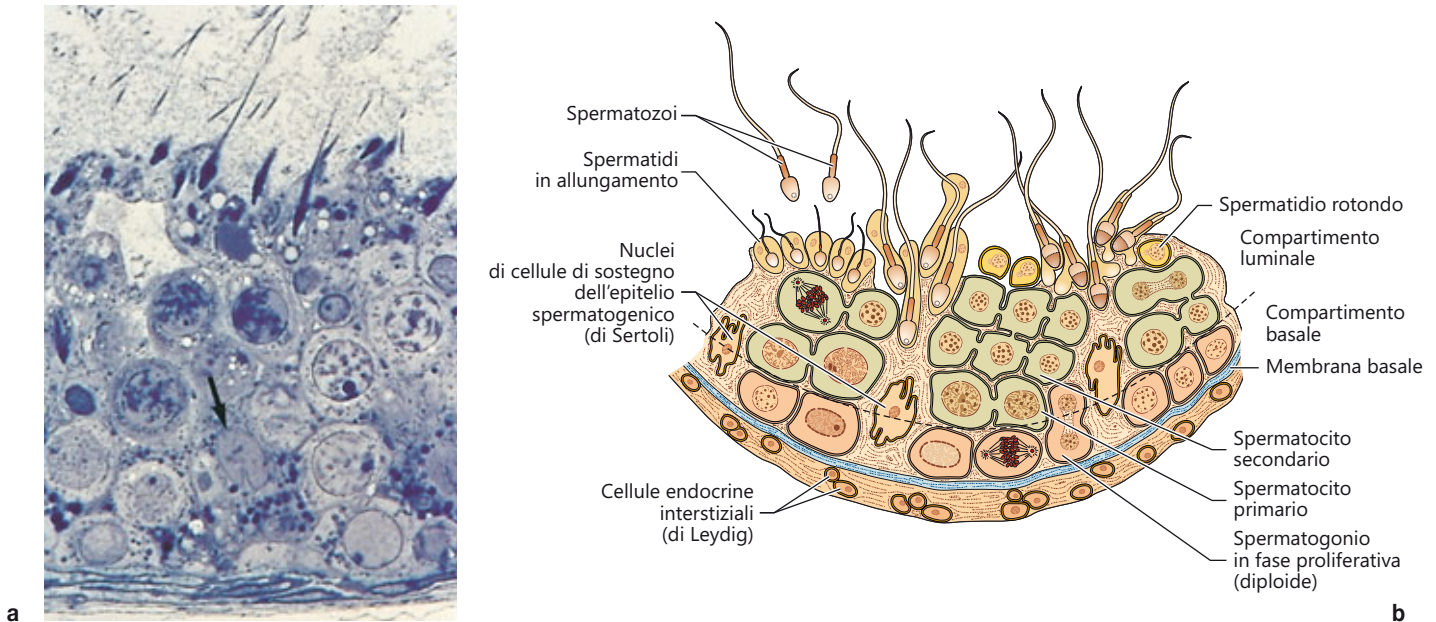 Spermatozoi
Spermatidi
in allungamento
Nuclei
di cellule di sostegno
dell'epitelio
spermatogenico
(di Sertoli)
Cellule endocrine
interstiziali
(di Leydig)
Spermatidio rotondo
Compartimento
luminale
Compartimento
basale
Membrana basale
Spermatocito
secondario
Spermatocito
primario
Spermatogonio
in fase proliferativa
(diploide)
a
b